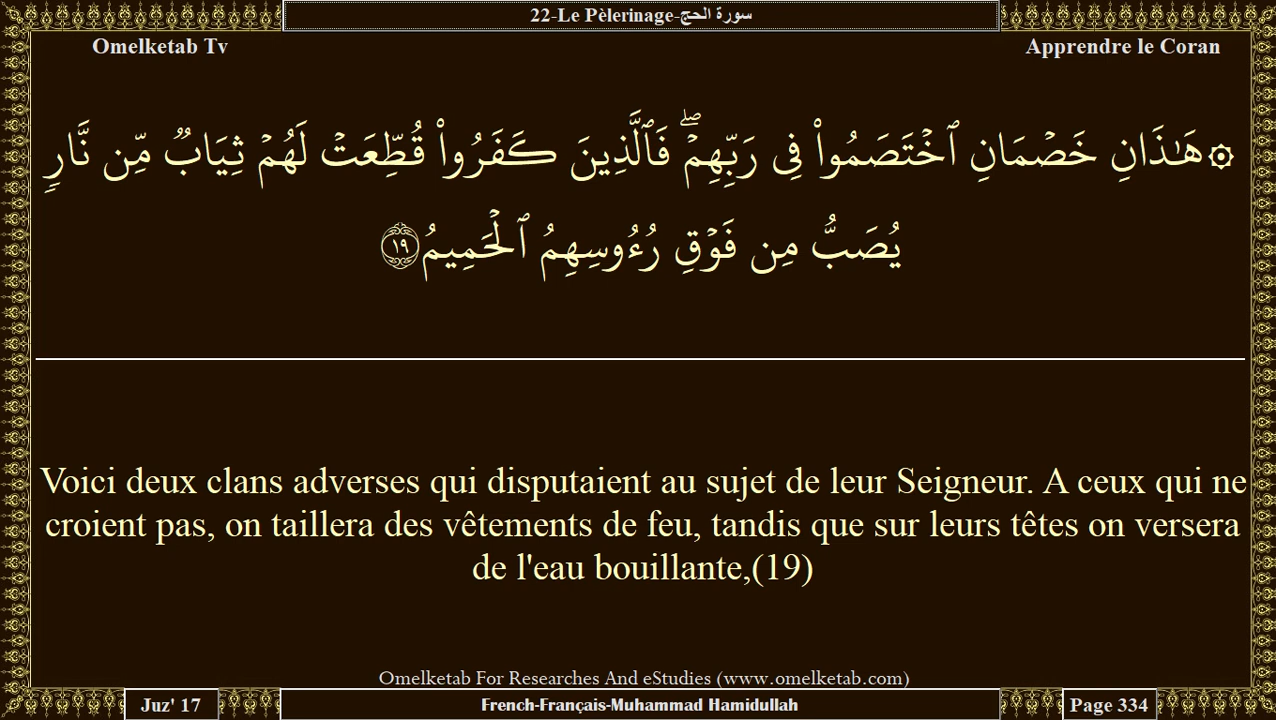 22-Le Pèlerinage-سورة الحج
Omelketab Tv
Apprendre le Coran
۞ هَـٰذَانِ خَصۡمَانِ ٱخۡتَصَمُواْ فِى رَبِّهِمۡۖ فَٱلَّذِينَ كَفَرُواْ قُطِّعَتۡ لَهُمۡ ثِيَابٌ مِّن نَّارٍ
يُصَبُّ مِن فَوۡقِ رُءُوسِهِمُ ٱلۡحَمِيمُ ١٩
Voici deux clans adverses qui disputaient au sujet de leur Seigneur. A ceux qui ne
croient pas, on taillera des vêtements de feu, tandis que sur leurs têtes on versera
de l'eau bouillante,(19)
Omelketab For Researches And eStudies (www.omelketab.com)
Juz' 17
French-Français-Muhammad Hamidullah
Page 334